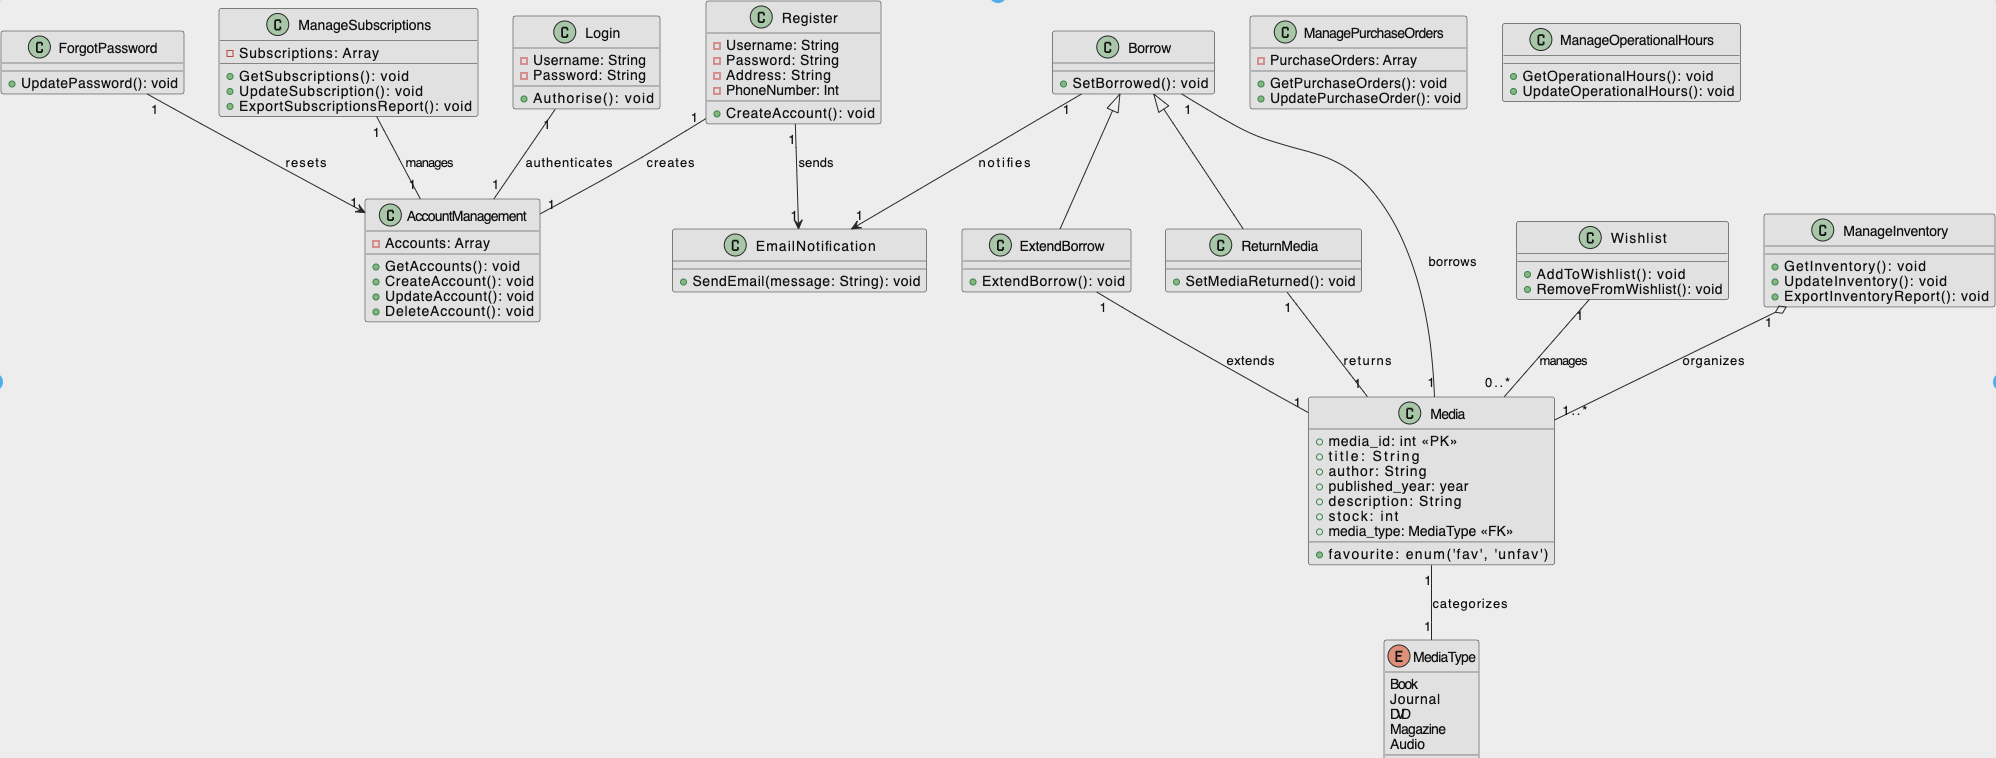 C ForgotPassword
UpdatePassword(): void
C ManageSubscriptions
Subscriptions: Array
GetSubscriptions(): void
UpdateSubscription(): void
ExportSubscriptionsReport(): void
C Login
Username: String
Password: String
Authorise(): void
C Register
Username: String
Password: String
Address: String
PhoneNumber: Int
CreateAccount(): void
C Borrow
SetBorrowed(): void
C ManagePurchaseOrders
PurchaseOrders: Array
GetPurchaseOrders(): void
UpdatePurchaseOrder(): void
C ManageOperationalHours
GetOperationalHours(): void
UpdateOperationalHours(): void
1
resets
1
1
manages
1
1
authenticates
1
1
creates
1
1
sends
1
1
notifies
1
1
borrows
1
C AccountManagement
Accounts: Array
GetAccounts(): void
CreateAccount(): void
UpdateAccount(): void
DeleteAccount(): void
C EmailNotification
SendEmail(message: String): void
C ExtendBorrow
ExtendBorrow(): void
C ReturnMedia
SetMediaReturned(): void
C Wishlist
AddToWishlist(): void
RemoveFromWishlist(): void
C ManageInventory
GetInventory(): void
UpdateInventory(): void
ExportInventoryReport(): void
1
extends
1
1
returns
1
1
manages
0..*
1
organizes
1..*
C Media
media_id: int «PK»
title: String
author: String
published_year: year
description: String
stock: int
media_type: MediaType «FK»
favourite: enum('fav', 'unfav')
1
categorizes
1
E MediaType
Book
Journal
DVD
Magazine
Audio